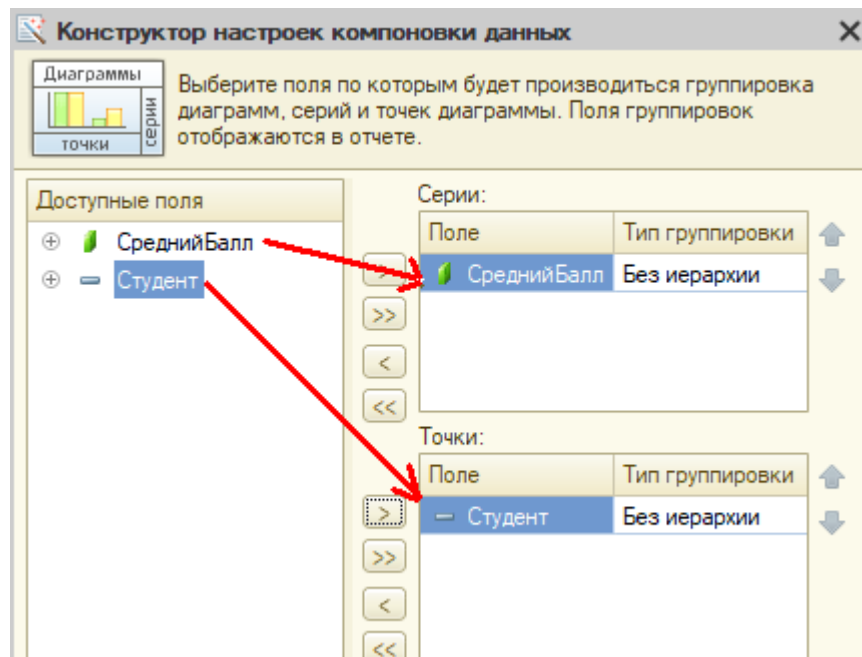 Конструктор настроек компоновки данных
Диаграммы
серии
точки
Выберите поля по которым будет производиться группировка
диаграмм, серий и точек диаграммы. Поля группировок
отображаются в отчете.
Доступные поля
СреднийБалл
Студент
Серии:
Поле Тип группировки
СреднийБалл Без иерархии
>
>>
<
<<
Точки:
Поле Тип группировки
Студент Без иерархии
>
>>
<
<<